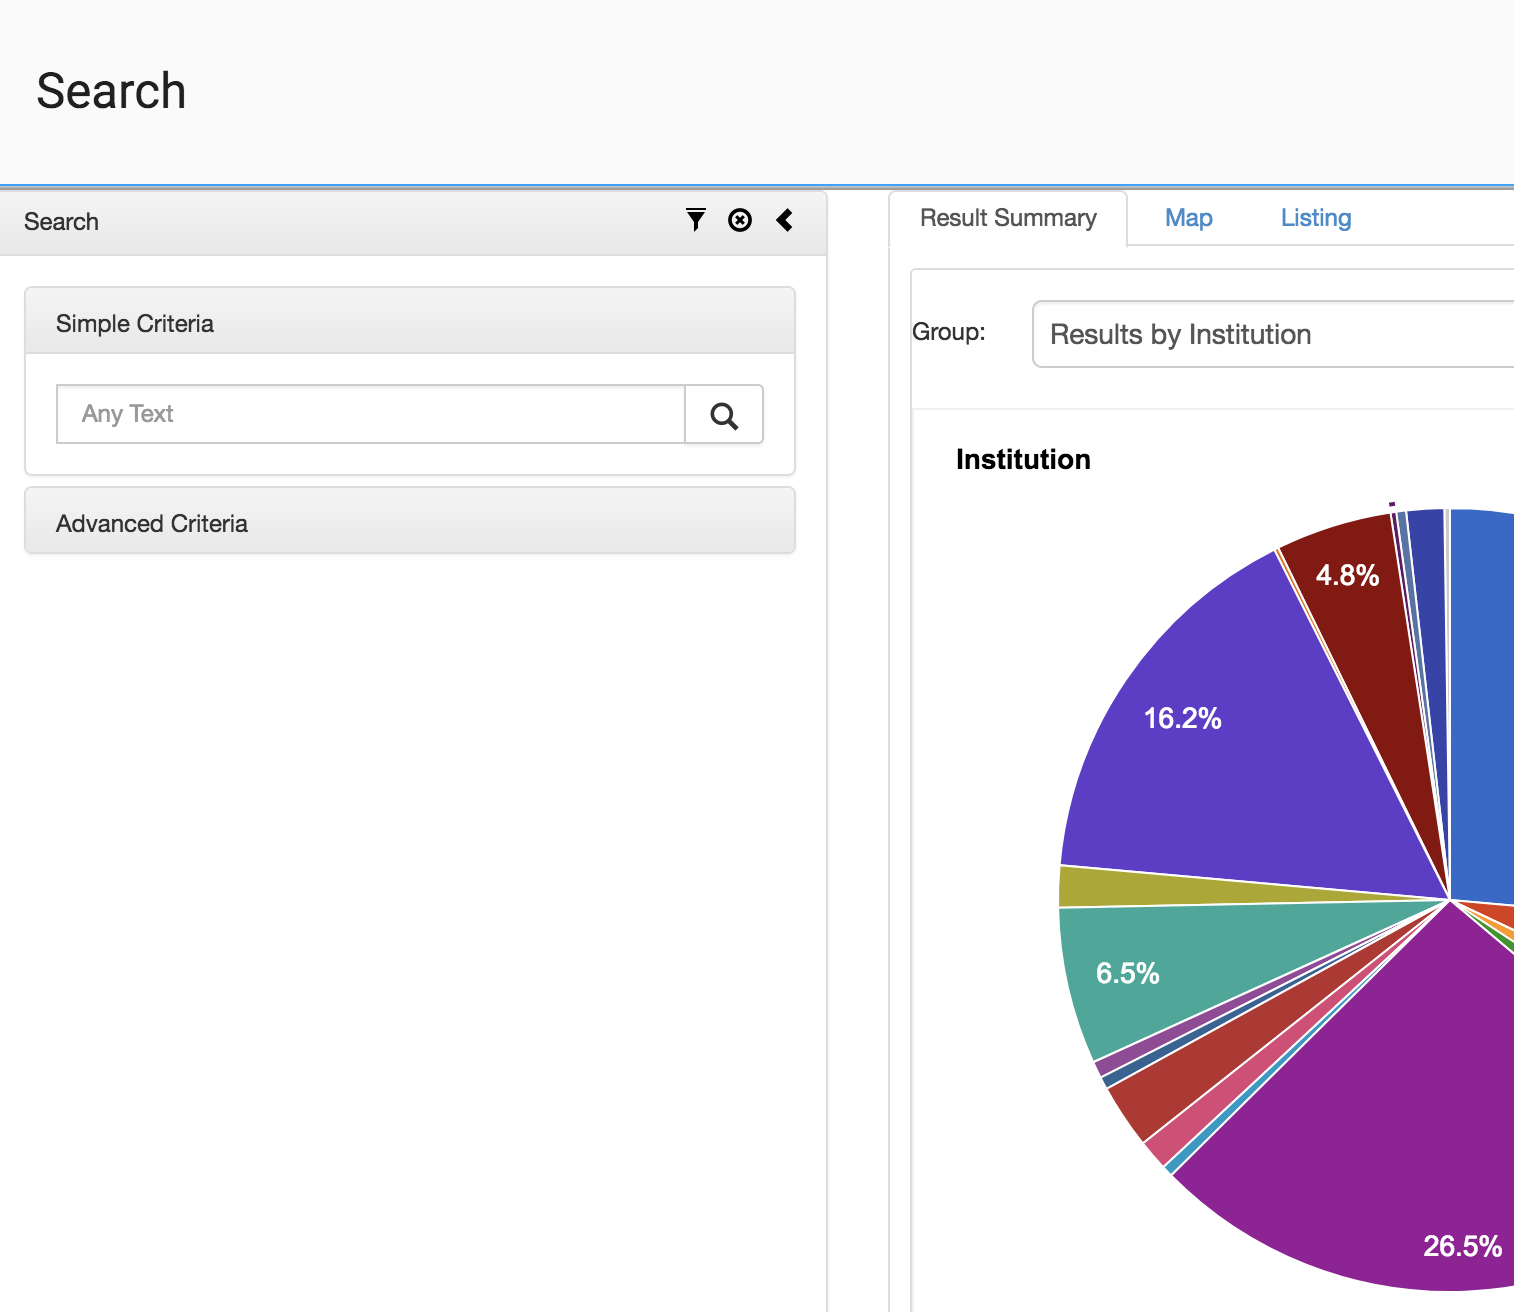 Search
Search
Simple Criteria
Any Text
Advanced Criteria
Result Summary
Map
Listing
Group:
Results by Institution
Institution
4.8%
16.2%
6.5%
26.5%